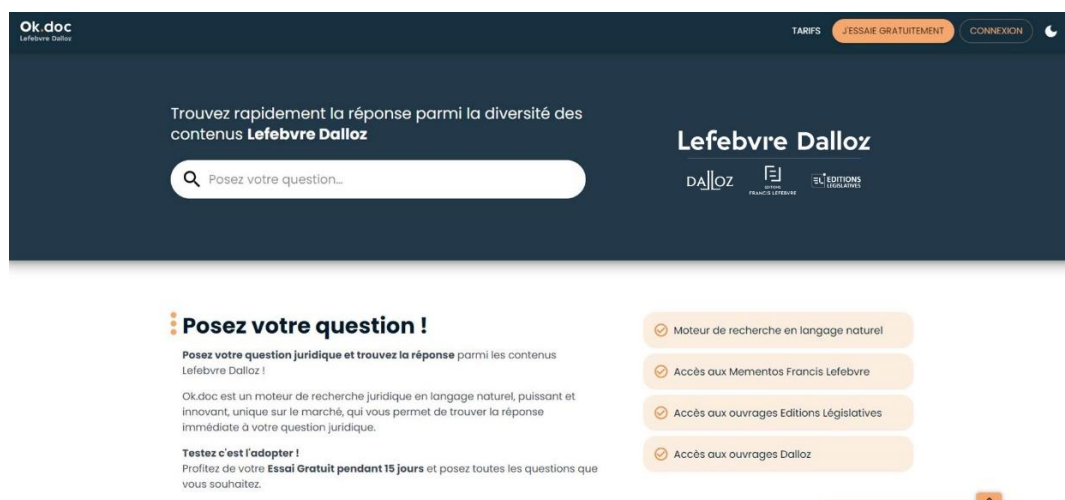 Ok.doc
Lefebvre Dalloz
TARIFS
J'ESSAIE GRATUITEMENT
CONNEXION
Trouvez rapidement la réponse parmi la diversité des
contenus Lefebvre Dalloz
Posez votre question...
Lefebvre Dalloz
DALLOZ
EDITIONS
FRANCIS LEFEBVRE
EDITIONS
LEGISLATIVES
Posez votre question !
Posez votre question juridique et trouvez la réponse parmi les contenus
Lefebvre Dalloz !
Ok.doc est un moteur de recherche juridique en langage naturel, puissant et
innovant, unique sur le marché, qui vous permet de trouver la réponse
immédiate à votre question juridique.
Testez c'est l'adopter !
Profitez de votre Essai Gratuit pendant 15 jours et posez toutes les questions que
vous souhaitez.
Moteur de recherche en langage naturel
Accès aux Mementos Francis Lefebvre
Accès aux ouvrages Editions Législatives
Accès aux ouvrages Dalloz